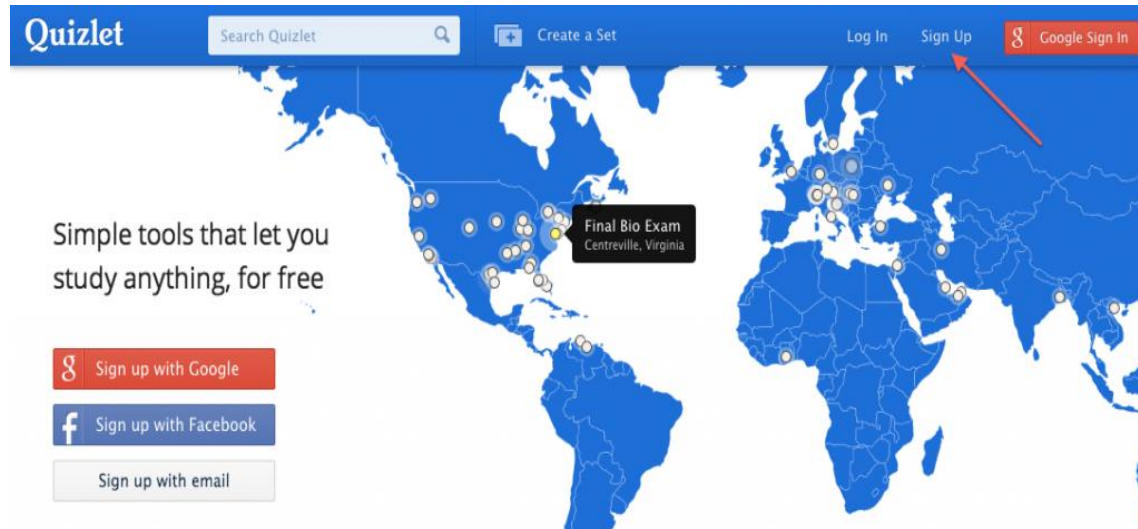 Quizlet
Search Quizlet
Create a Set
Log In
Sign Up
g Google Sign In
Final Bio Exam
Centreville, Virginia
Simple tools that let you
study anything, for free
g Sign up with Google
f Sign up with Facebook
Sign up with email